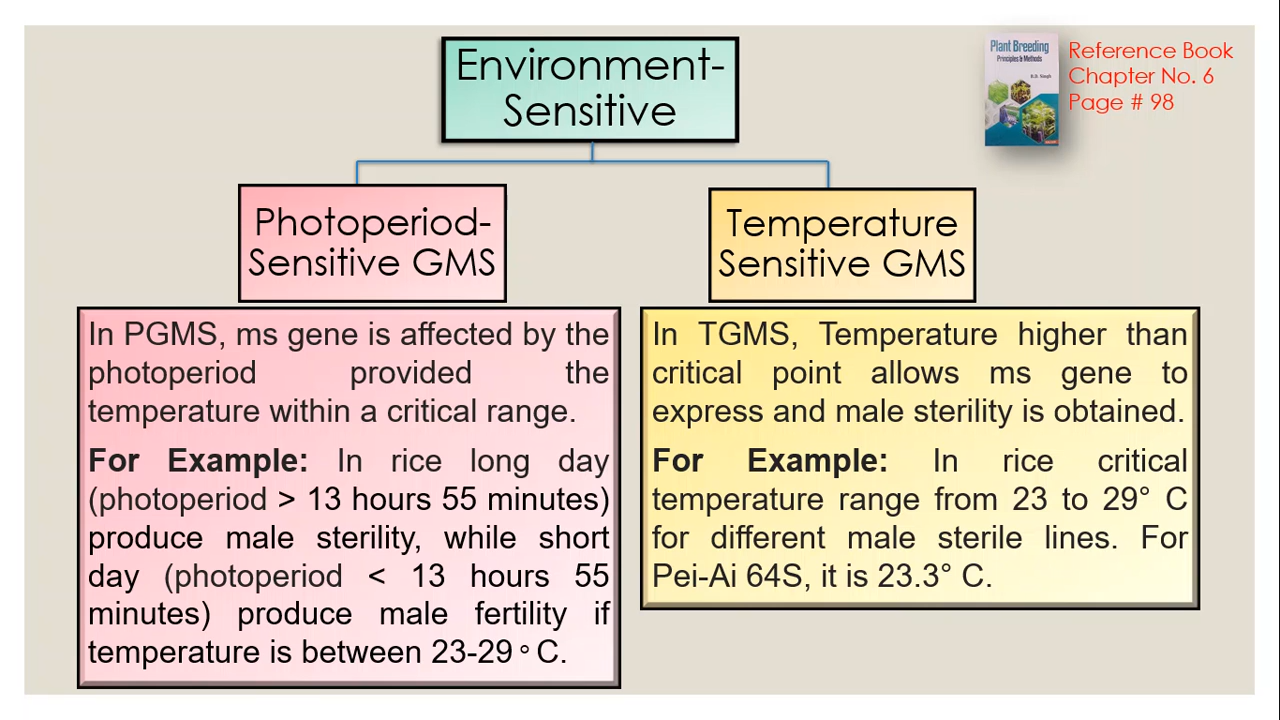 Environment-
Sensitive
Plant Breeding
Principles & Methods
B.D. Singh
Reference Book
Chapter No. 6
Page # 98
Photoperiod-
Sensitive GMS
Temperature
Sensitive GMS
In PGMS, ms gene is affected by the
photoperiod provided the
temperature within a critical range.
For Example: In rice long day
(photoperiod > 13 hours 55 minutes)
produce male sterility, while short
day (photoperiod < 13 hours 55
minutes) produce male fertility if
temperature is between 23-29 ° C.
In TGMS, Temperature higher than
critical point allows ms gene to
express and male sterility is obtained.
For Example: In rice critical
temperature range from 23 to 29° C
for different male sterile lines. For
Pei-Ai 64S, it is 23.3° C.